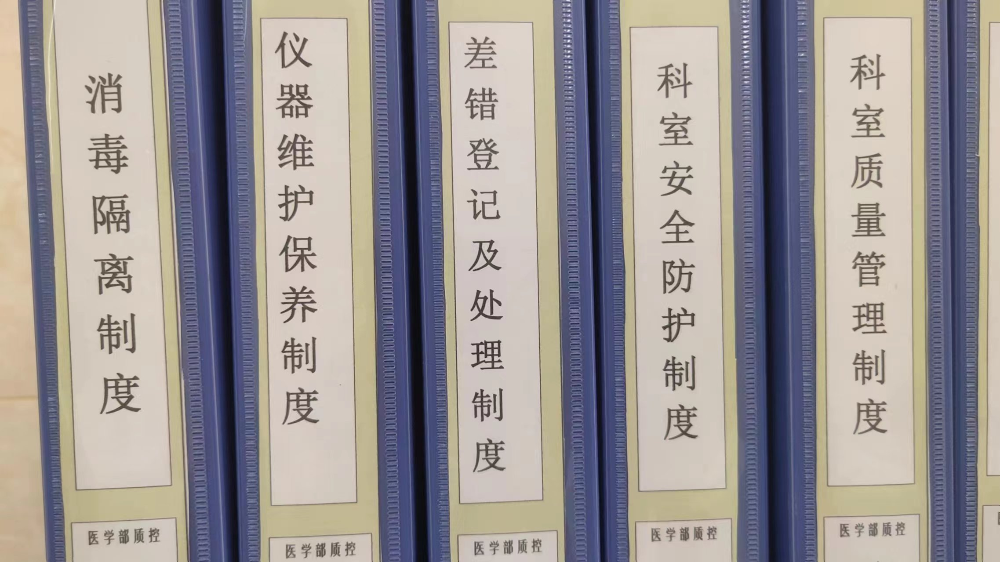 消毒隔离制度
医学部质控
仪器维护保养制度
医学部质控
差错登记及处理制度
医学部质控
科室安全防护制度
医学部质控
科室质量管理制度
医学部质控